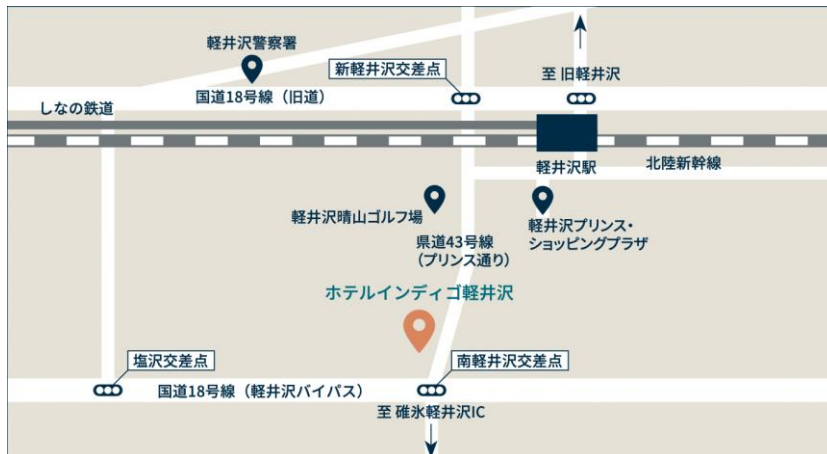 軽井沢警察署
新軽井沢交差点
至 旧軽井沢
国道18号線（旧道）
しなの鉄道
軽井沢駅
北陸新幹線
軽井沢晴山ゴルフ場
軽井沢プリンス・
ショッピングプラザ
県道43号線
（プリンス通り）
ホテルインディゴ軽井沢
塩沢交差点
南軽井沢交差点
国道18号線（軽井沢バイパス）
至 碓氷軽井沢IC